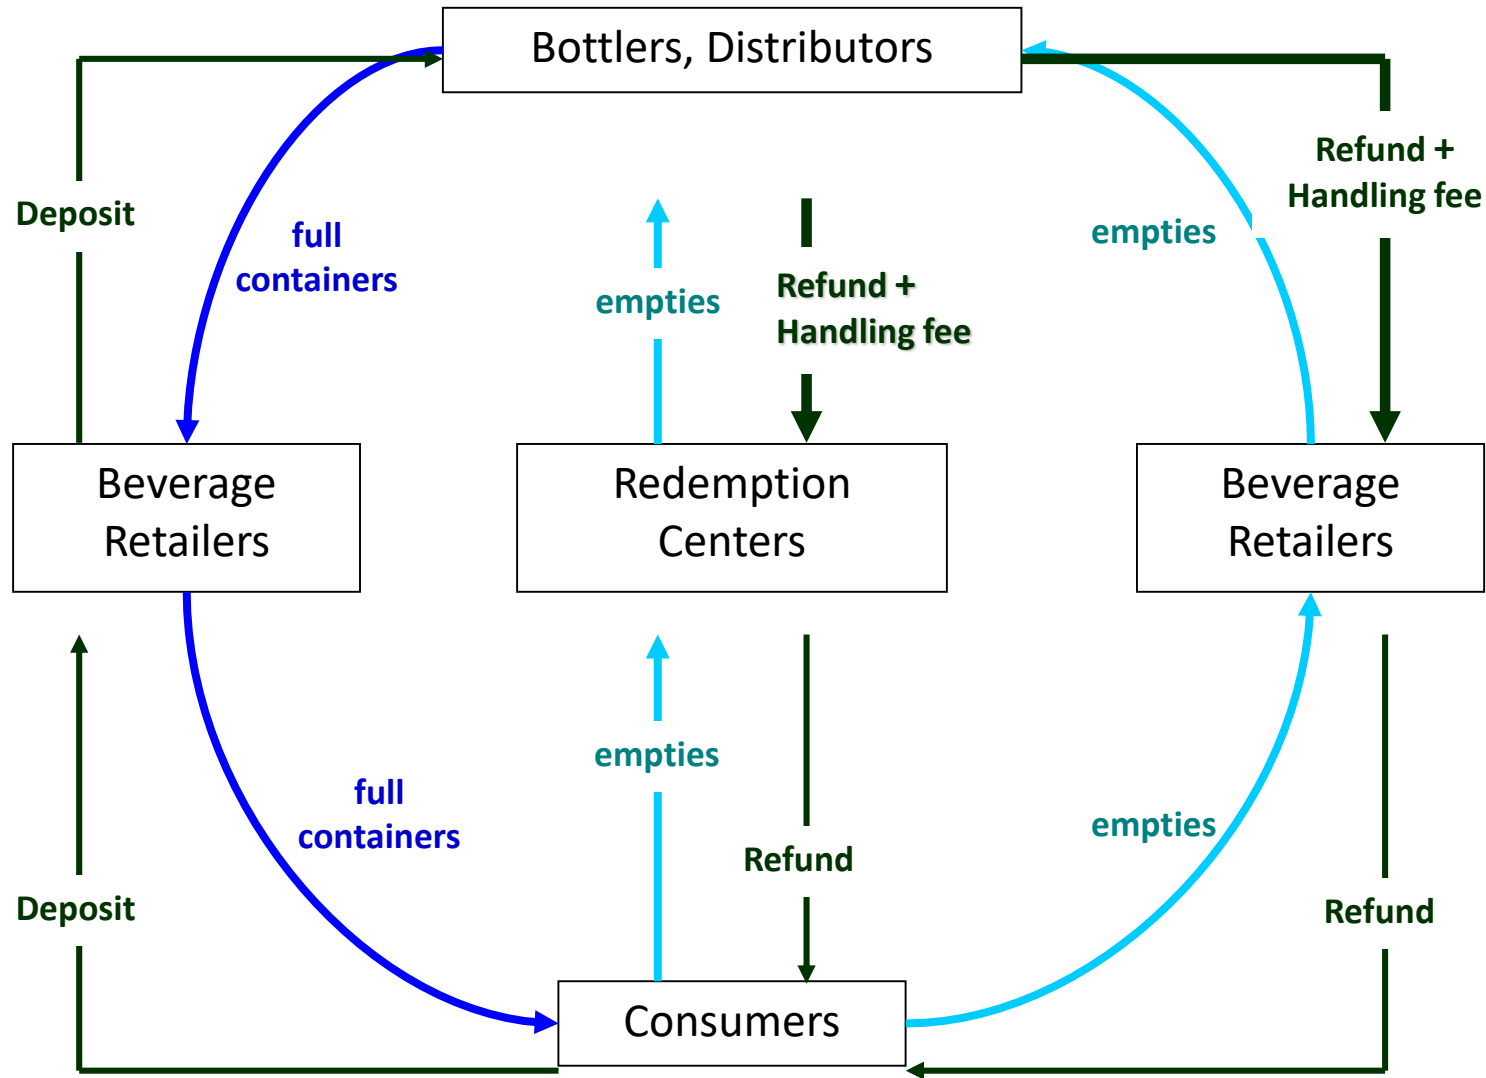 Bottlers, Distributors
Refund +
Handling fee
Deposit
full
containers
empties
Refund +
Handling fee
empties
Beverage
Retailers
Redemption
Centers
Beverage
Retailers
empties
full
containers
empties
Refund
Deposit
Refund
Consumers